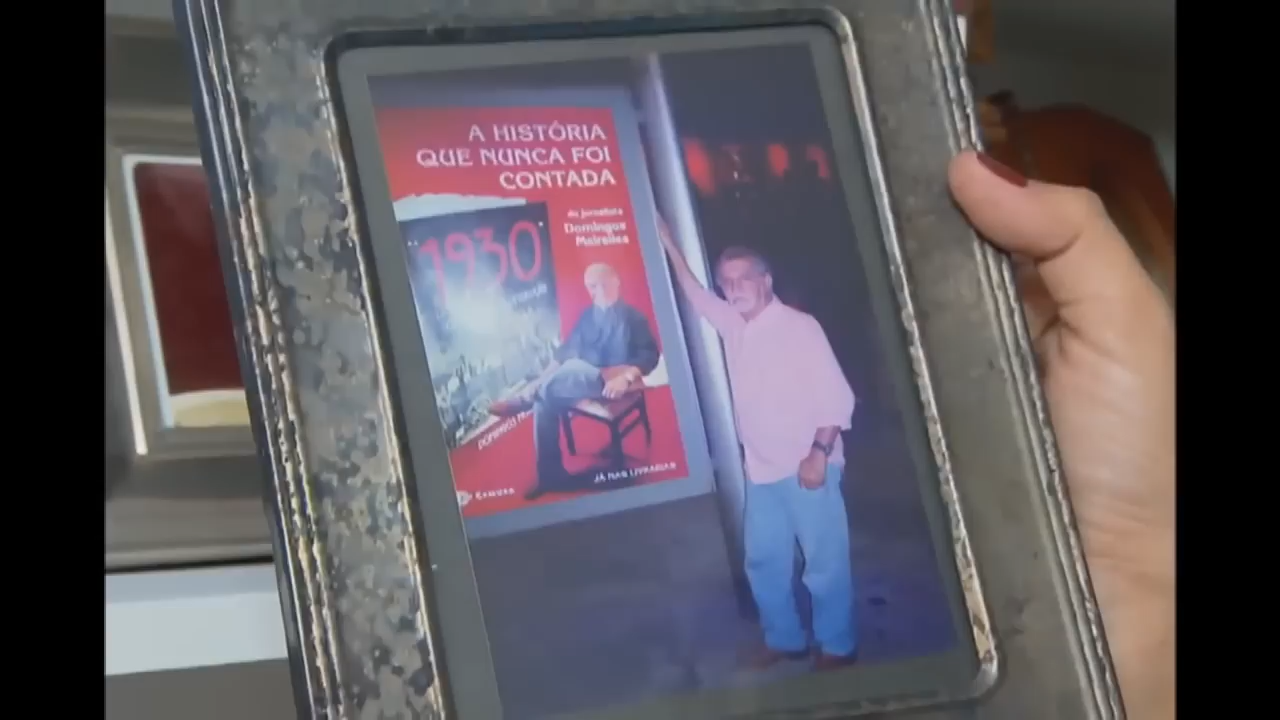 A HISTÓRIA
QUE NUNCA FOI
CONTADA
do jornalista
Domingos
Meirelles
1930
JÁ NAS LIVRARIAS